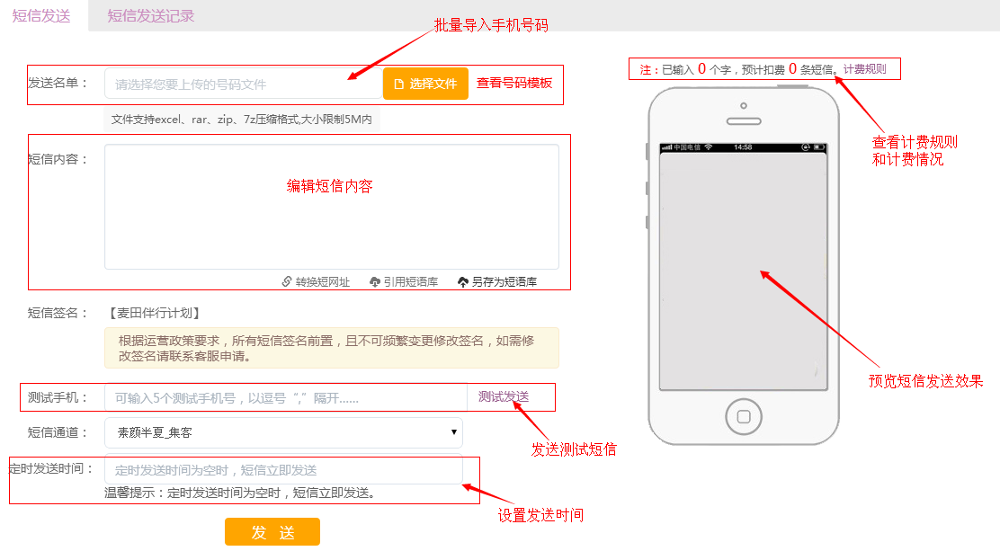 短信发送
短信发送记录
批量导入手机号码
发送名单：
请选择您要上传的号码文件
选择文件
查看号码模板
文件支持excel、rar、zip、7z压缩格式,大小限制5M内
注：已输入 0 个字，预计扣费 0 条短信。计费规则
查看计费规则
和计费情况
中国电信
14:58
短信内容：
编辑短信内容
转换短网址
引用短语库
另存为短语库
短信签名：
【麦田伴行计划】
根据运营政策要求，所有短信签名前置，且不可频繁变更修改签名，如需修
改签名请联系客服申请。
预览短信发送效果
测试手机：
可输入5个测试手机号，以逗号“,”隔开......
测试发送
短信通道：
素颜半夏_集客
发送测试短信
定时发送时间：
定时发送时间为空时，短信立即发送
温馨提示：定时发送时间为空时，短信立即发送。
设置发送时间
发 送